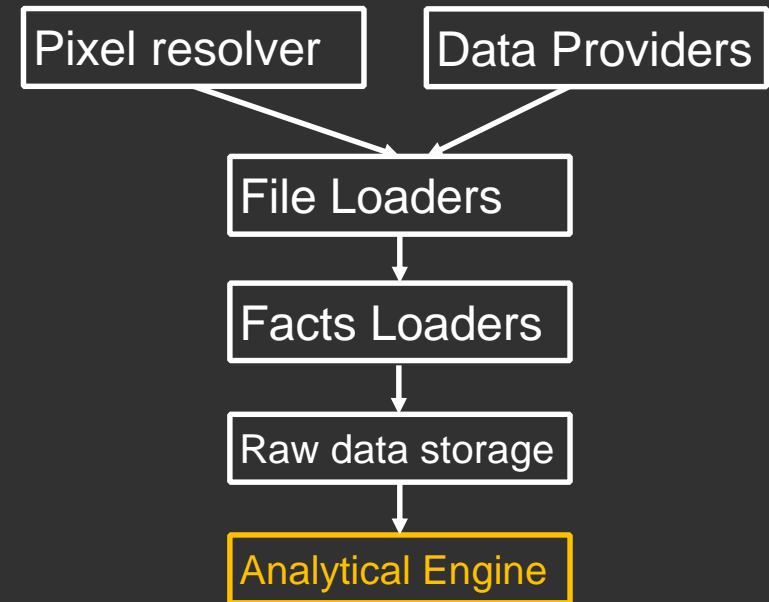 Pixel resolver
Data Providers
File Loaders
Facts Loaders
Raw data storage
Analytical Engine